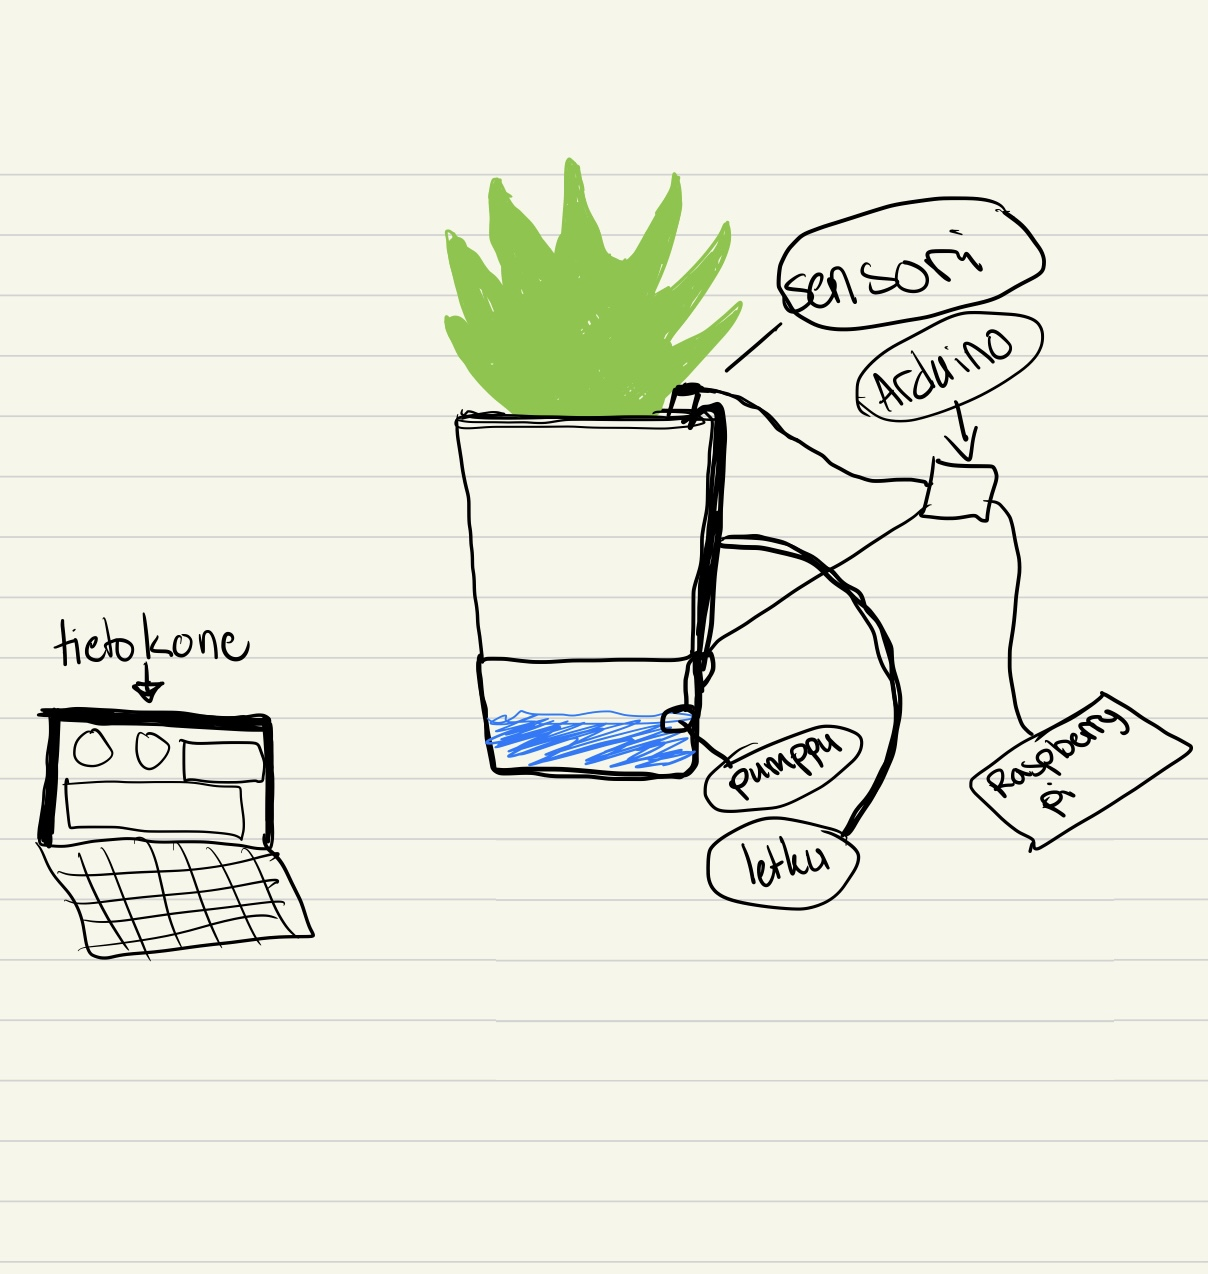 sensori
Arduino
tietokone
pumppu
Raspberry
Pi
letku